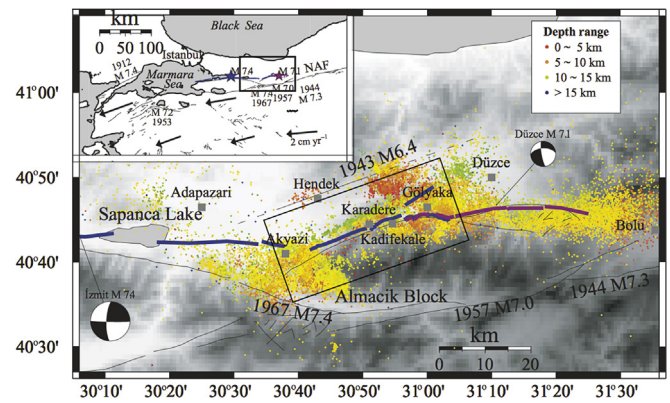 km
0 50 100
Black Sea
Istanbul
1912
M 7.4
Marmara
Sea
M 7.4
M 7.1
NAF
M 7.0
1957
M 7.4
1967
1944
M 7.3
M 7.2
1953
2 cm yr⁻¹
Depth range
0 ~ 5 km
5 ~ 10 km
10 ~ 15 km
> 15 km
Düzce M 7.1
41°00'
40°50'
40°40'
40°30'
1943 M6.4
Düzce
Hendek
Gölyaka
Adapazari
Karadere
Sapanca Lake
Akyazi
Kadifekale
Bolu
İzmit M 7.4
Almacik Block
1967 M7.4
1957 M7.0
1944 M7.3
km
0 10 20
30°10'
30°20'
30°30'
30°40'
30°50'
31°00'
31°10'
31°20'
31°30'